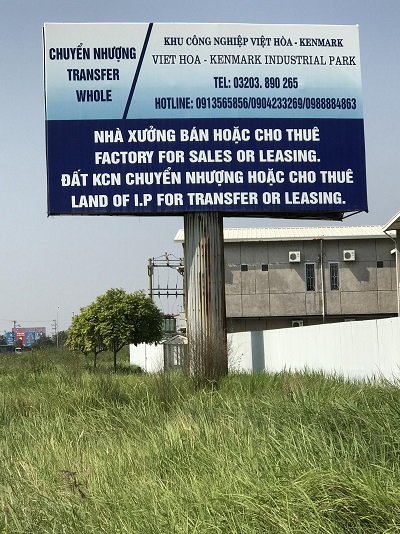 CHUYỂN NHƯỢNG
TRANSFER
WHOLE
KHU CÔNG NGHIỆP VIỆT HÒA - KENMARK
VIET HOA - KENMARK INDUSTRIAL PARK
TEL: 03203. 890 265
HOTLINE: 0913565856/0904233269/0988884863
NHÀ XƯỞNG BÁN HOẶC CHO THUÊ
FACTORY FOR SALES OR LEASING.
ĐẤT KCN CHUYỂN NHƯỢNG HOẶC CHO THUÊ
LAND OF I.P FOR TRANSFER OR LEASING.